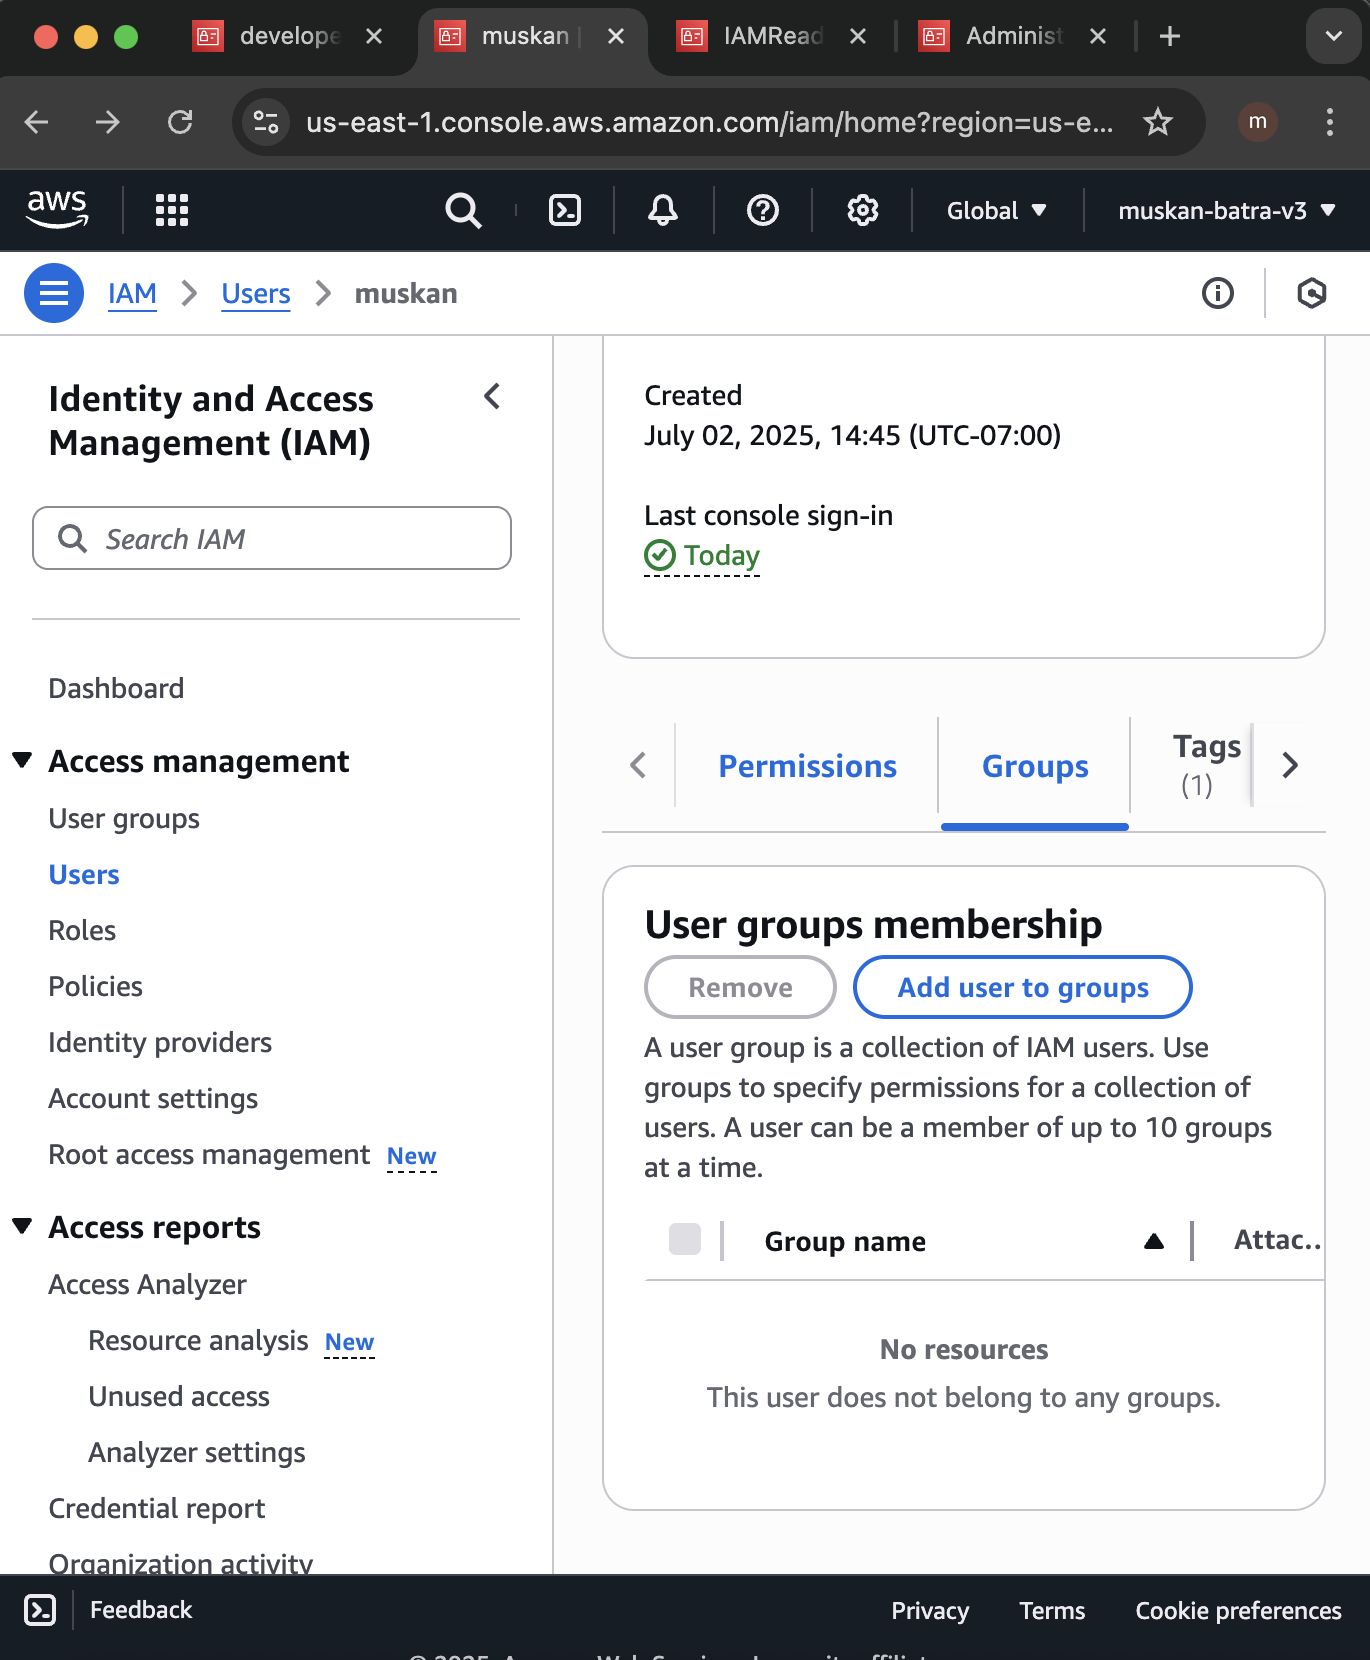 develope
muskan
IAMRead
Administ
us-east-1.console.aws.amazon.com/iam/home?region=us-e...
m
aws
Global
muskan-batra-v3
IAM
Users
muskan
Identity and Access
Management (IAM)
Search IAM
Dashboard
Access management
User groups
Users
Roles
Policies
Identity providers
Account settings
Root access management New
Access reports
Access Analyzer
Resource analysis New
Unused access
Analyzer settings
Credential report
Organization activity
Created
July 02, 2025, 14:45 (UTC-07:00)
Last console sign-in
Today
Permissions
Groups
Tags
(1)
User groups membership
Remove
Add user to groups
A user group is a collection of IAM users. Use
groups to specify permissions for a collection of
users. A user can be a member of up to 10 groups
at a time.
Group name
Attac..
No resources
This user does not belong to any groups.
Feedback
Privacy
Terms
Cookie preferences